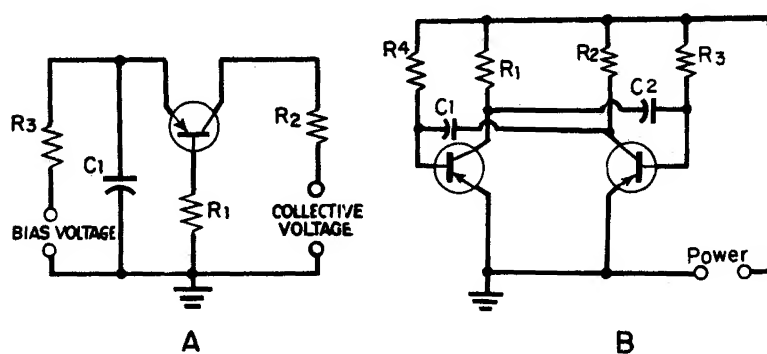 R3
C1
R1
R2
BIAS VOLTAGE
COLLECTIVE
VOLTAGE
A
R4
R1
R2
R3
C1
C2
Power
B